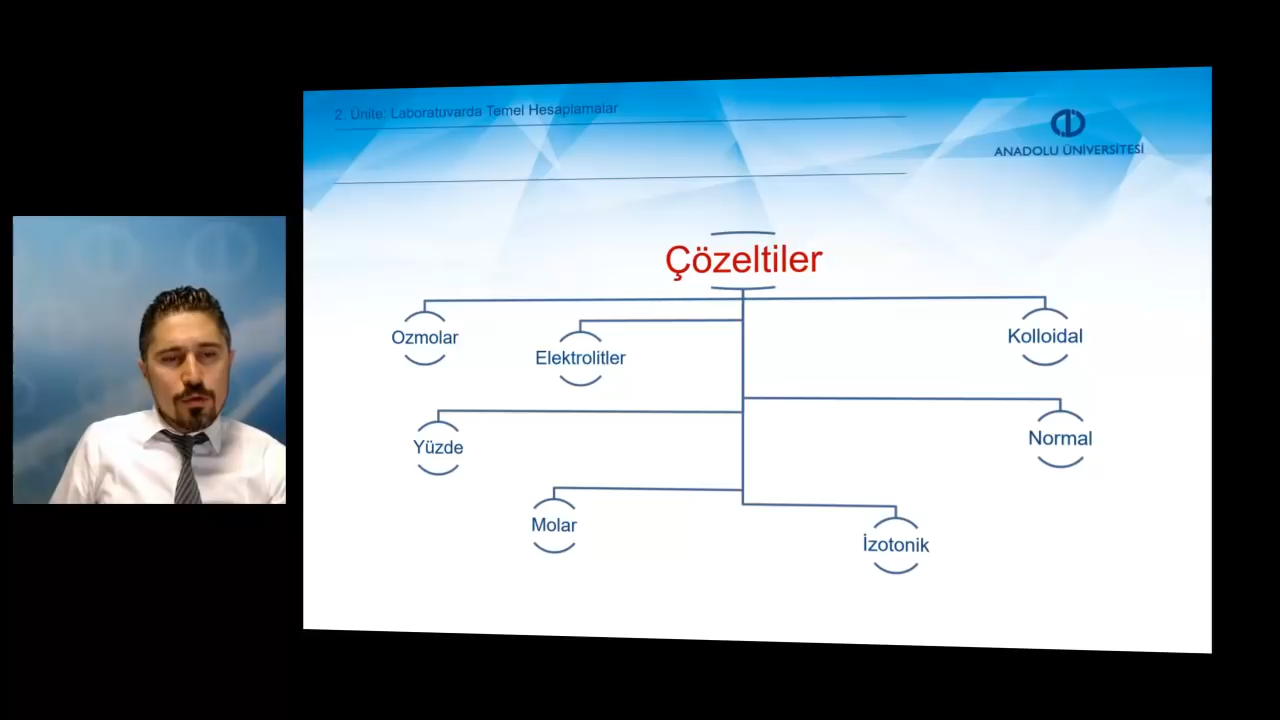 2. Ünite: Laboratuvarda Temel Hesaplamalar
ANADOLU ÜNİVERSİTESİ
Çözeltiler
Ozmolar
Elektrolitler
Kolloidal
Yüzde
Normal
Molar
İzotonik